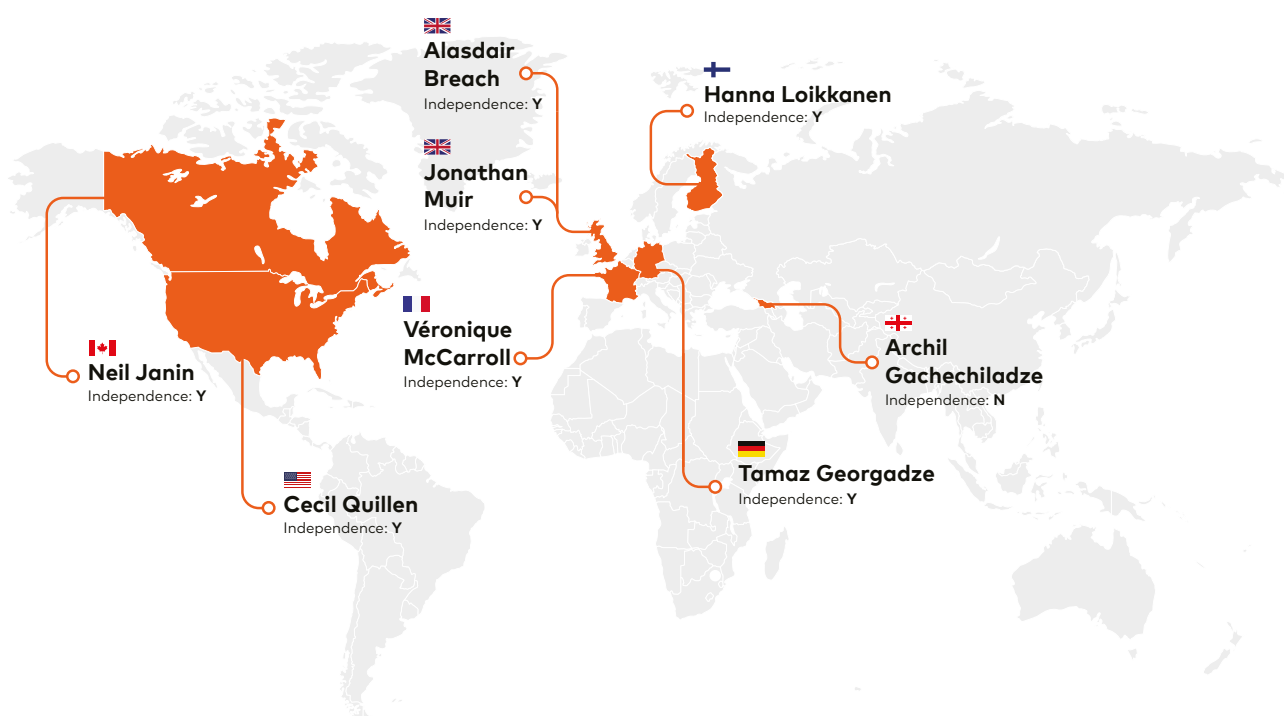 Alasdair
Breach
Independence: Y
Hanna Loikkanen
Independence: Y
Jonathan
Muir
Independence: Y
Véronique
McCarroll
Independence: Y
Archil
Gachechiladze
Independence: N
Neil Janin
Independence: Y
Tamaz Georgadze
Independence: Y
Cecil Quillen
Independence: Y